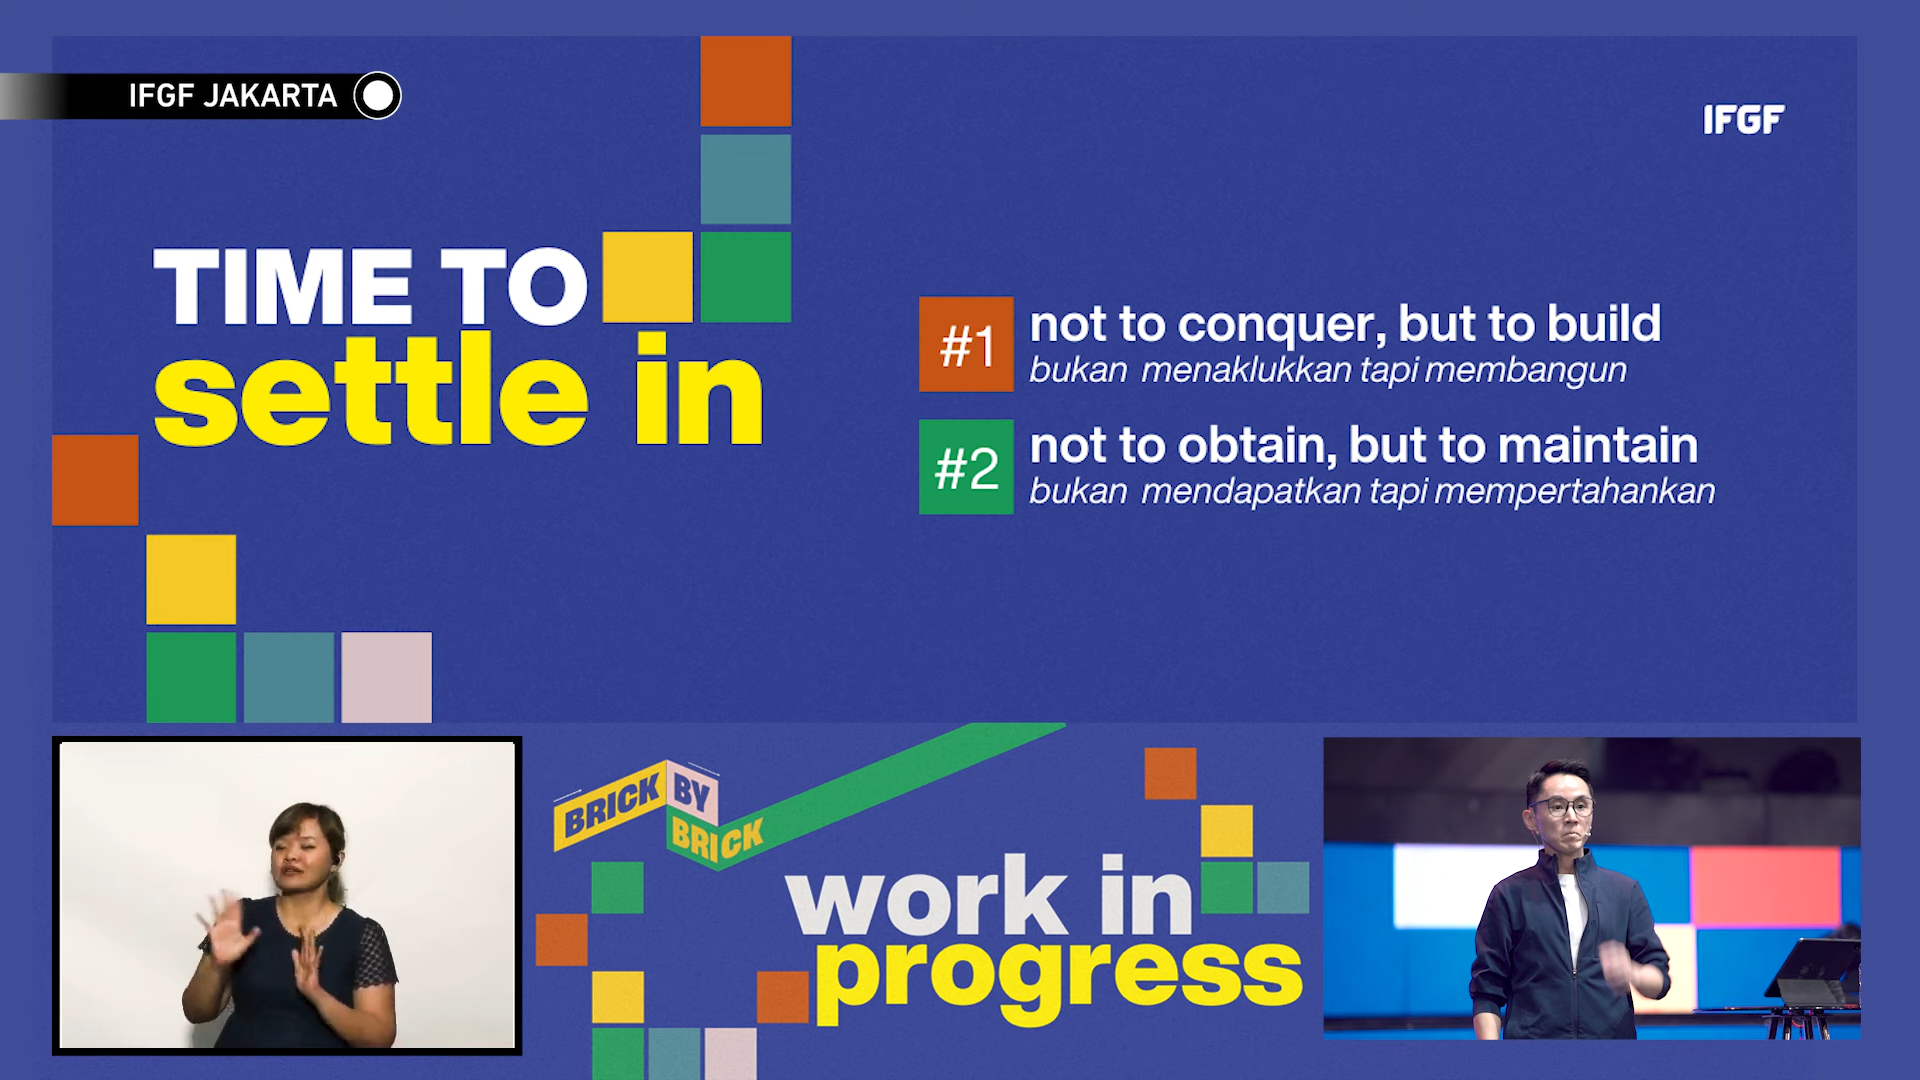 IFGF JAKARTA
IFGF
TIME TO
settle in
#1
not to conquer, but to build
bukan menaklukkan tapi membangun
#2
not to obtain, but to maintain
bukan mendapatkan tapi mempertahankan
BRICK BY
BRICK
work in
progress